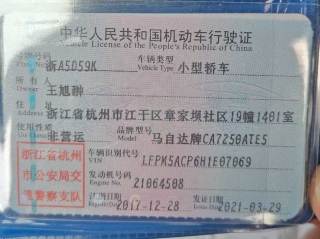 中华人民共和国机动车行驶证
Vehicle License of the People's Republic of China
号牌号码 浙A5D59K 车辆类型 Vehicle Type 小型轿车
所有人 Owner 王旭翀
住址 Address 浙江省杭州市江干区章家坝社区19幢1401室
使用性质 非营运 品牌型号 马自达牌CA7250ATE5
浙江省杭州市公安局交通警察支队
车辆识别代号 VIN LFPM5ACP6H1E07069
发动机号码 Engine No. 21064508
注册日期 2017-12-28 发证日期 2021-03-29